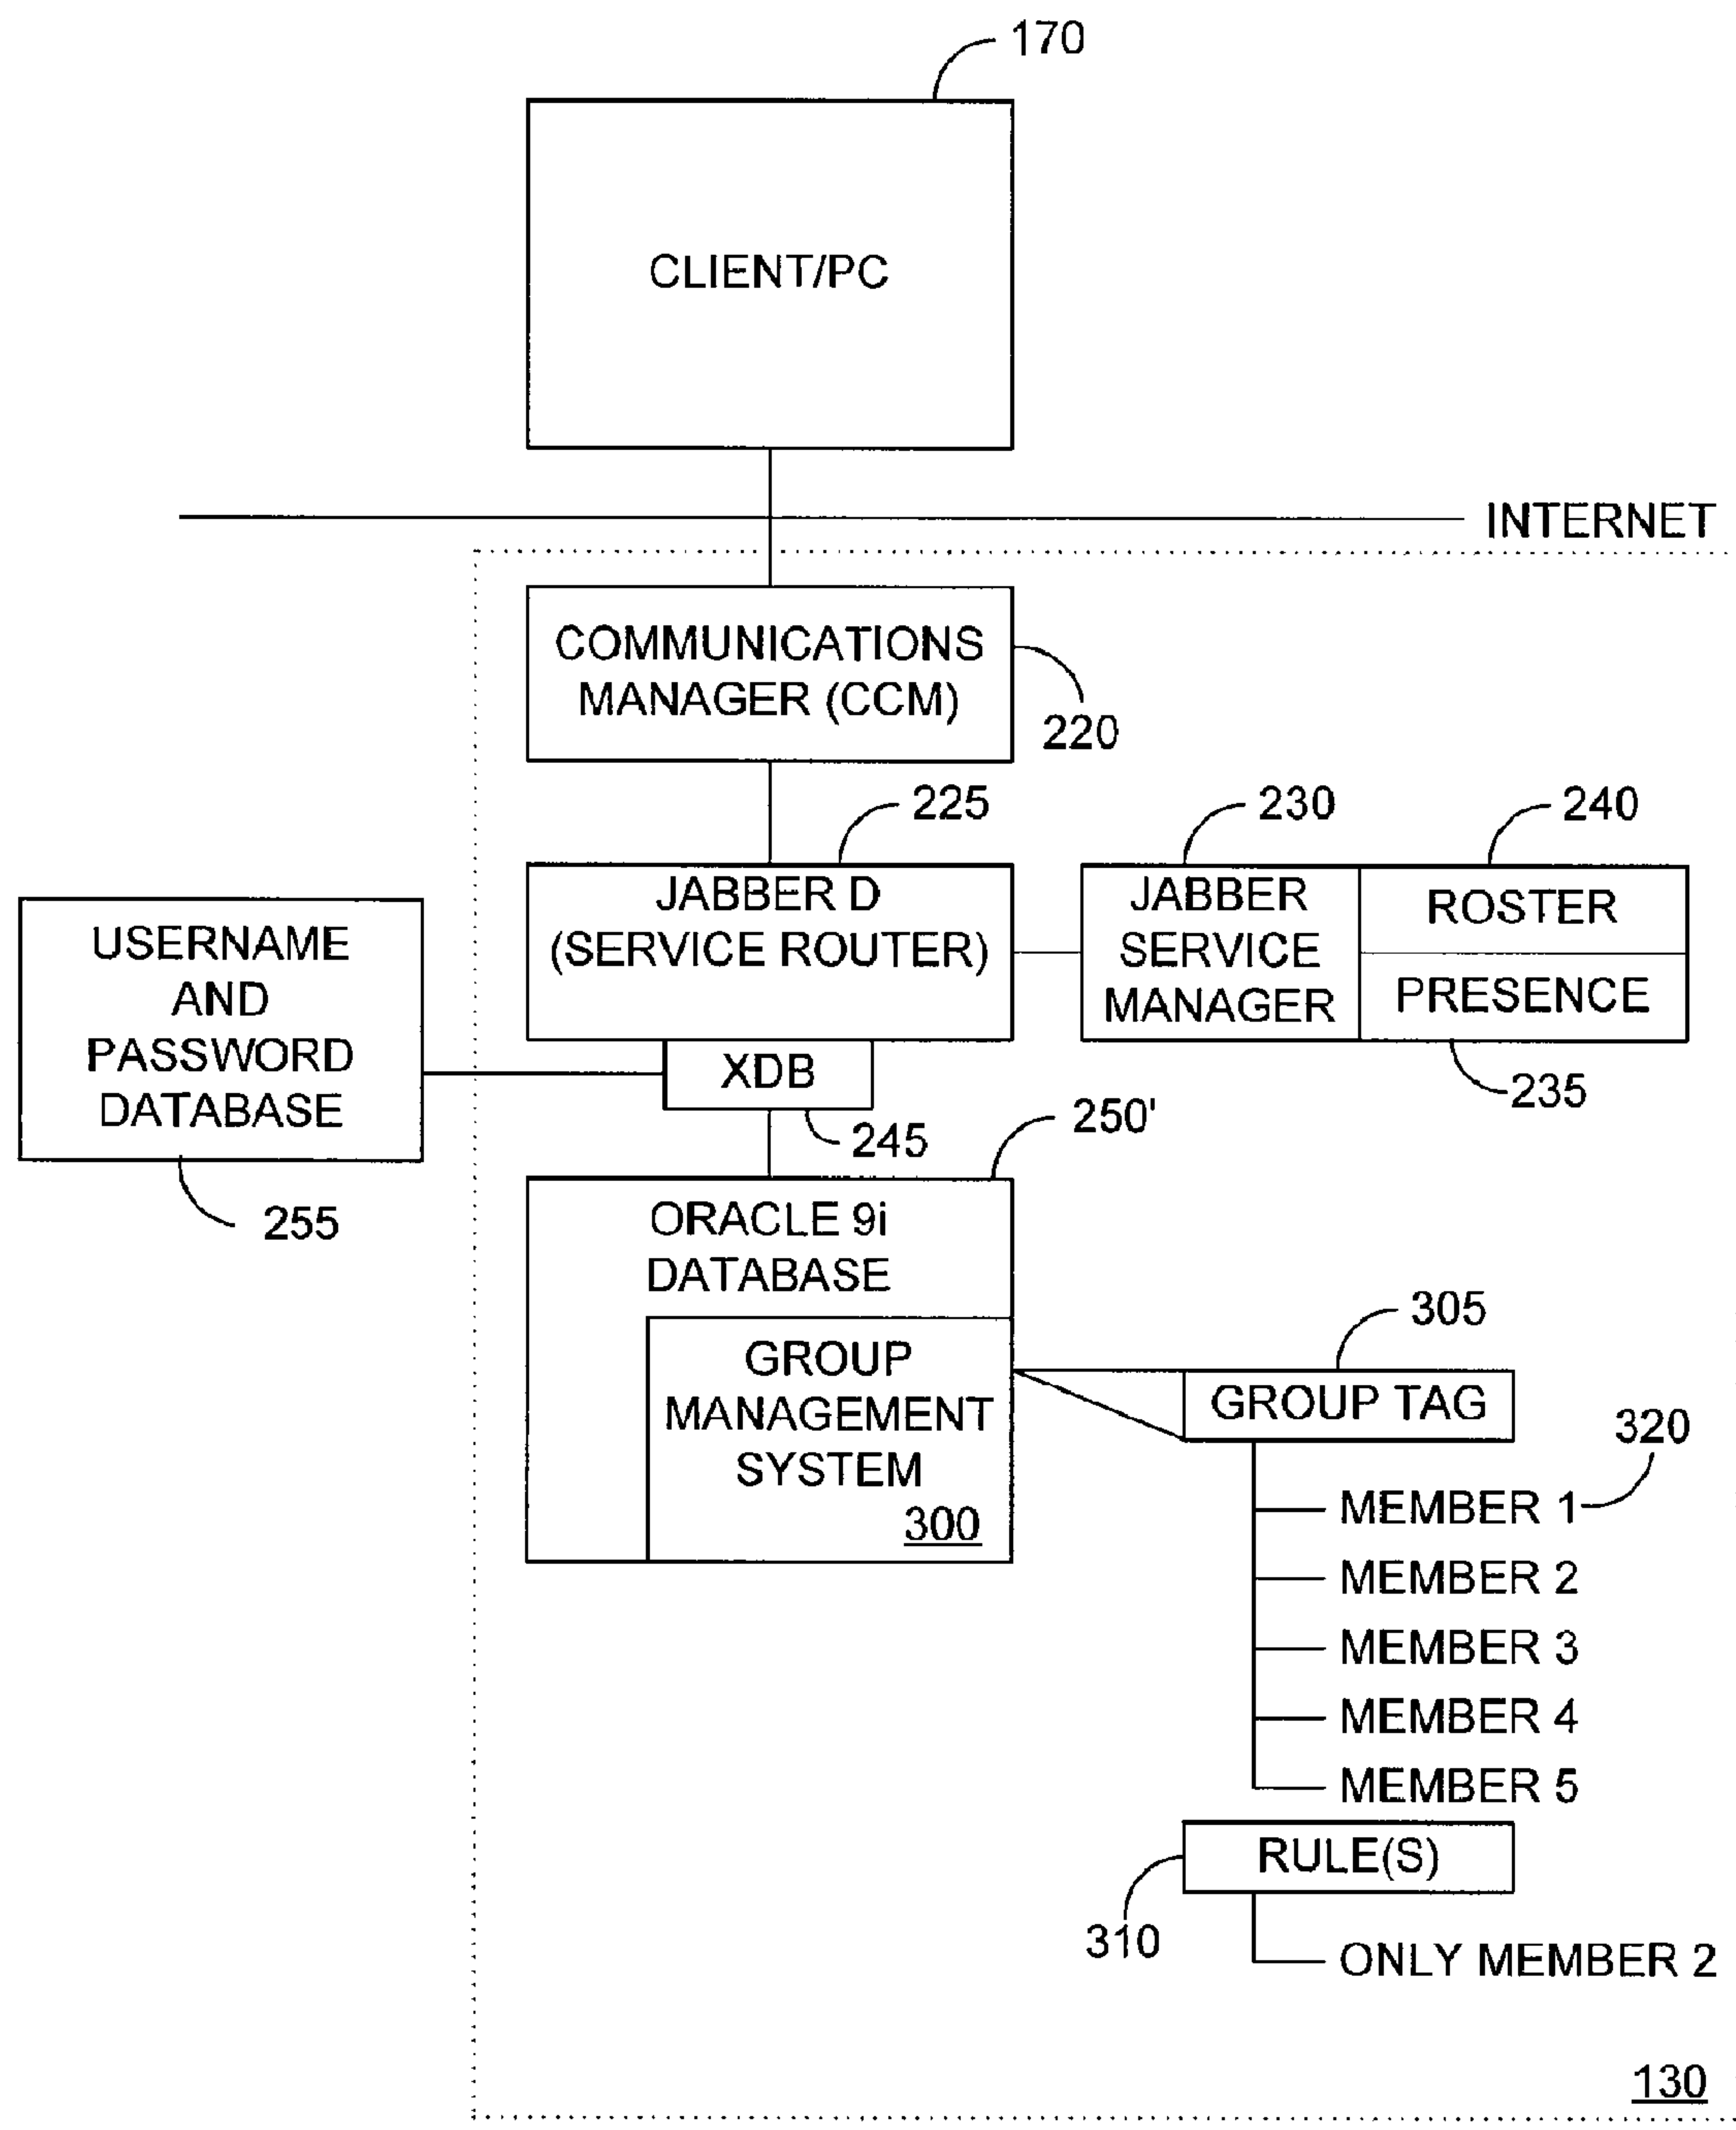 170
CLIENT/PC
INTERNET
COMMUNICATIONS
MANAGER (CCM)
220
225
230
240
JABBER D
(SERVICE ROUTER)
JABBER
SERVICE
MANAGER
ROSTER
PRESENCE
235
USERNAME
AND
PASSWORD
DATABASE
255
XDB
245
250'
ORACLE 9i
DATABASE
GROUP
MANAGEMENT
SYSTEM
300
305
GROUP TAG
320
MEMBER 1
MEMBER 2
MEMBER 3
MEMBER 4
MEMBER 5
RULE(S)
310
ONLY MEMBER 2
130